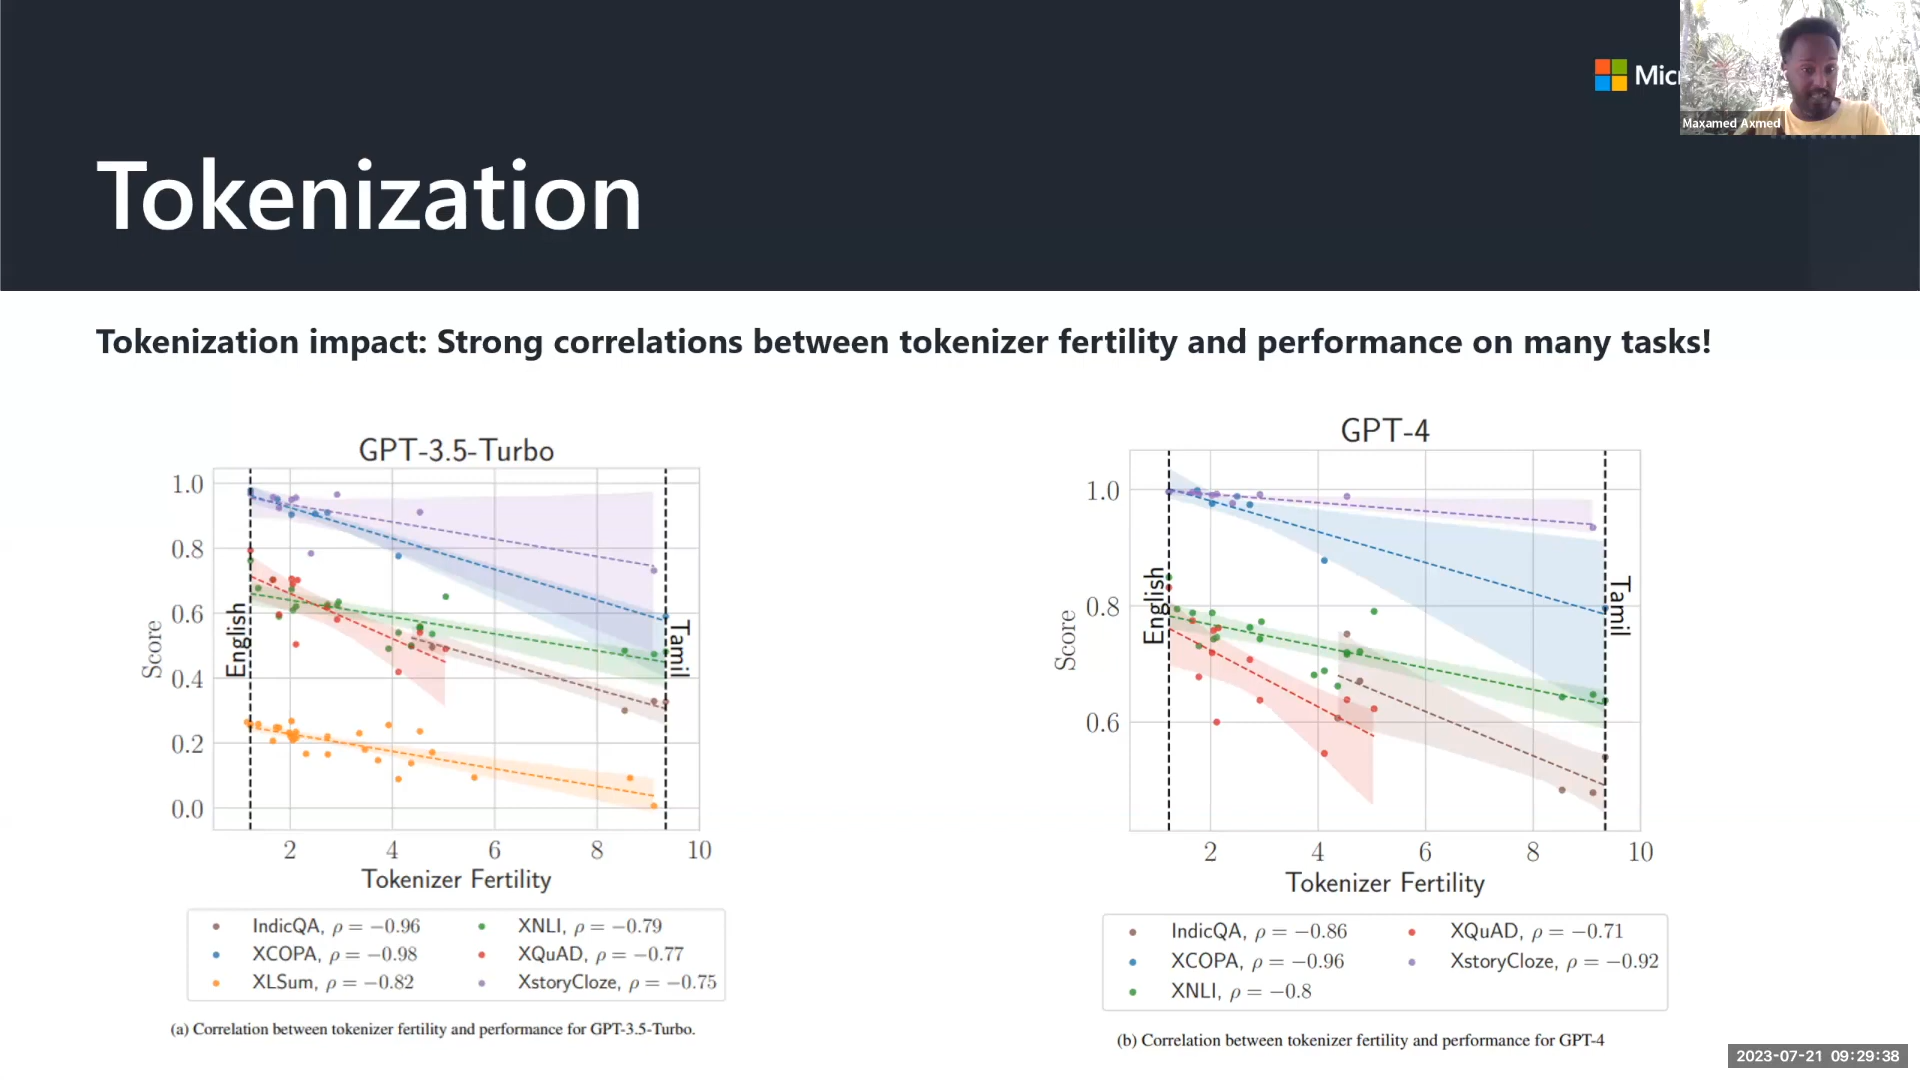 Mic
Maxamed Axmed
Tokenization
Tokenization impact: Strong correlations between tokenizer fertility and performance on many tasks!
GPT-3.5-Turbo
1.0
0.8
0.6
0.4
0.2
0.0
Score
English
Tamil
2 4 6 8 10
Tokenizer Fertility
IndicQA, ρ = −0.96
XCOPA, ρ = −0.98
XLSum, ρ = −0.82
XNLI, ρ = −0.79
XQuAD, ρ = −0.77
XstoryCloze, ρ = −0.75
(a) Correlation between tokenizer fertility and performance for GPT-3.5-Turbo.
GPT-4
1.0
0.8
0.6
Score
English
Tamil
2 4 6 8 10
Tokenizer Fertility
IndicQA, ρ = −0.86
XCOPA, ρ = −0.96
XNLI, ρ = −0.8
XQuAD, ρ = −0.71
XstoryCloze, ρ = −0.92
(b) Correlation between tokenizer fertility and performance for GPT-4
2023-07-21 09:29:38